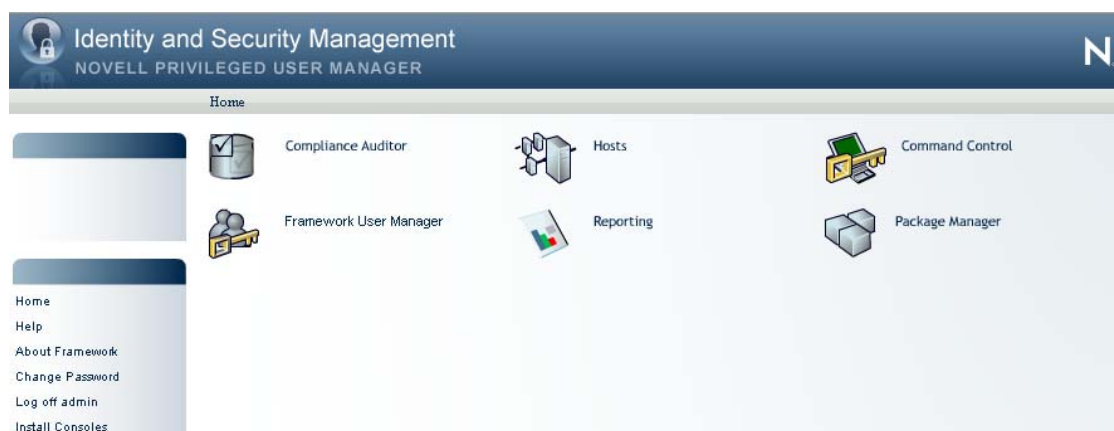 Identity and Security Management
NOVELL PRIVILEGED USER MANAGER
N
Home
Compliance Auditor
Hosts
Command Control
Framework User Manager
Reporting
Package Manager
Home
Help
About Framework
Change Password
Log off admin
Install Consoles